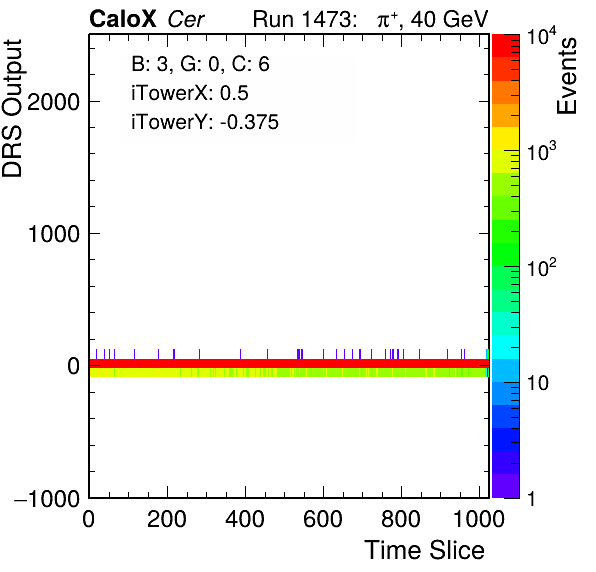 CaloX Cer Run 1473: π⁺, 40 GeV
B: 3, G: 0, C: 6
iTowerX: 0.5
iTowerY: -0.375
DRS Output
2000
1000
0
−1000
0 200 400 600 800 1000
Time Slice
10⁴
10³
10²
10
1
Events